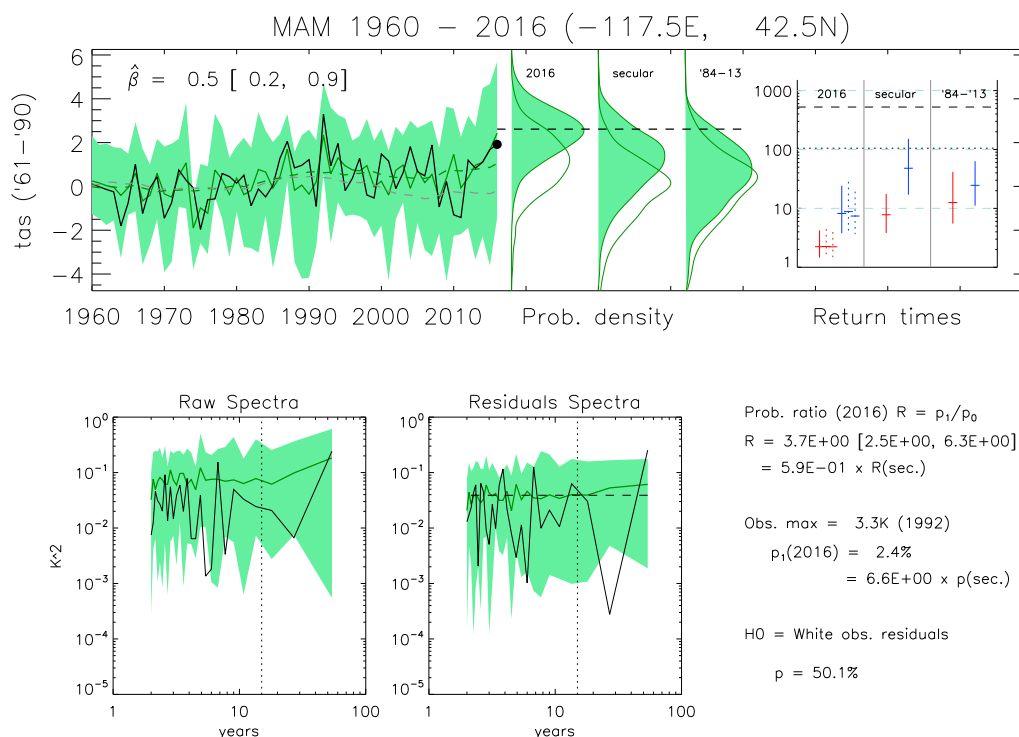 MAM 1960 − 2016 (−117.5E, 42.5N)
tas ('61−'90)
6
4
2
0
−2
−4
β̂ = 0.5 [ 0.2, 0.9]
2016
secular
'84−13
1960 1970 1980 1990 2000 2010
Prob. density
2016
secular
'84−'13
1000
100
10
1
Return times
Raw Spectra
K^2
10^0
10^−1
10^−2
10^−3
10^−4
10^−5
1 10 100
years
Residuals Spectra
10^0
10^−1
10^−2
10^−3
10^−4
10^−5
1 10 100
years
Prob. ratio (2016) R = p₁/p₀
R = 3.7E+00 [2.5E+00, 6.3E+00]
= 5.9E−01 x R(sec.)
Obs. max = 3.3K (1992)
p₁(2016) = 2.4%
= 6.6E+00 x p(sec.)
H0 = White obs. residuals
p = 50.1%